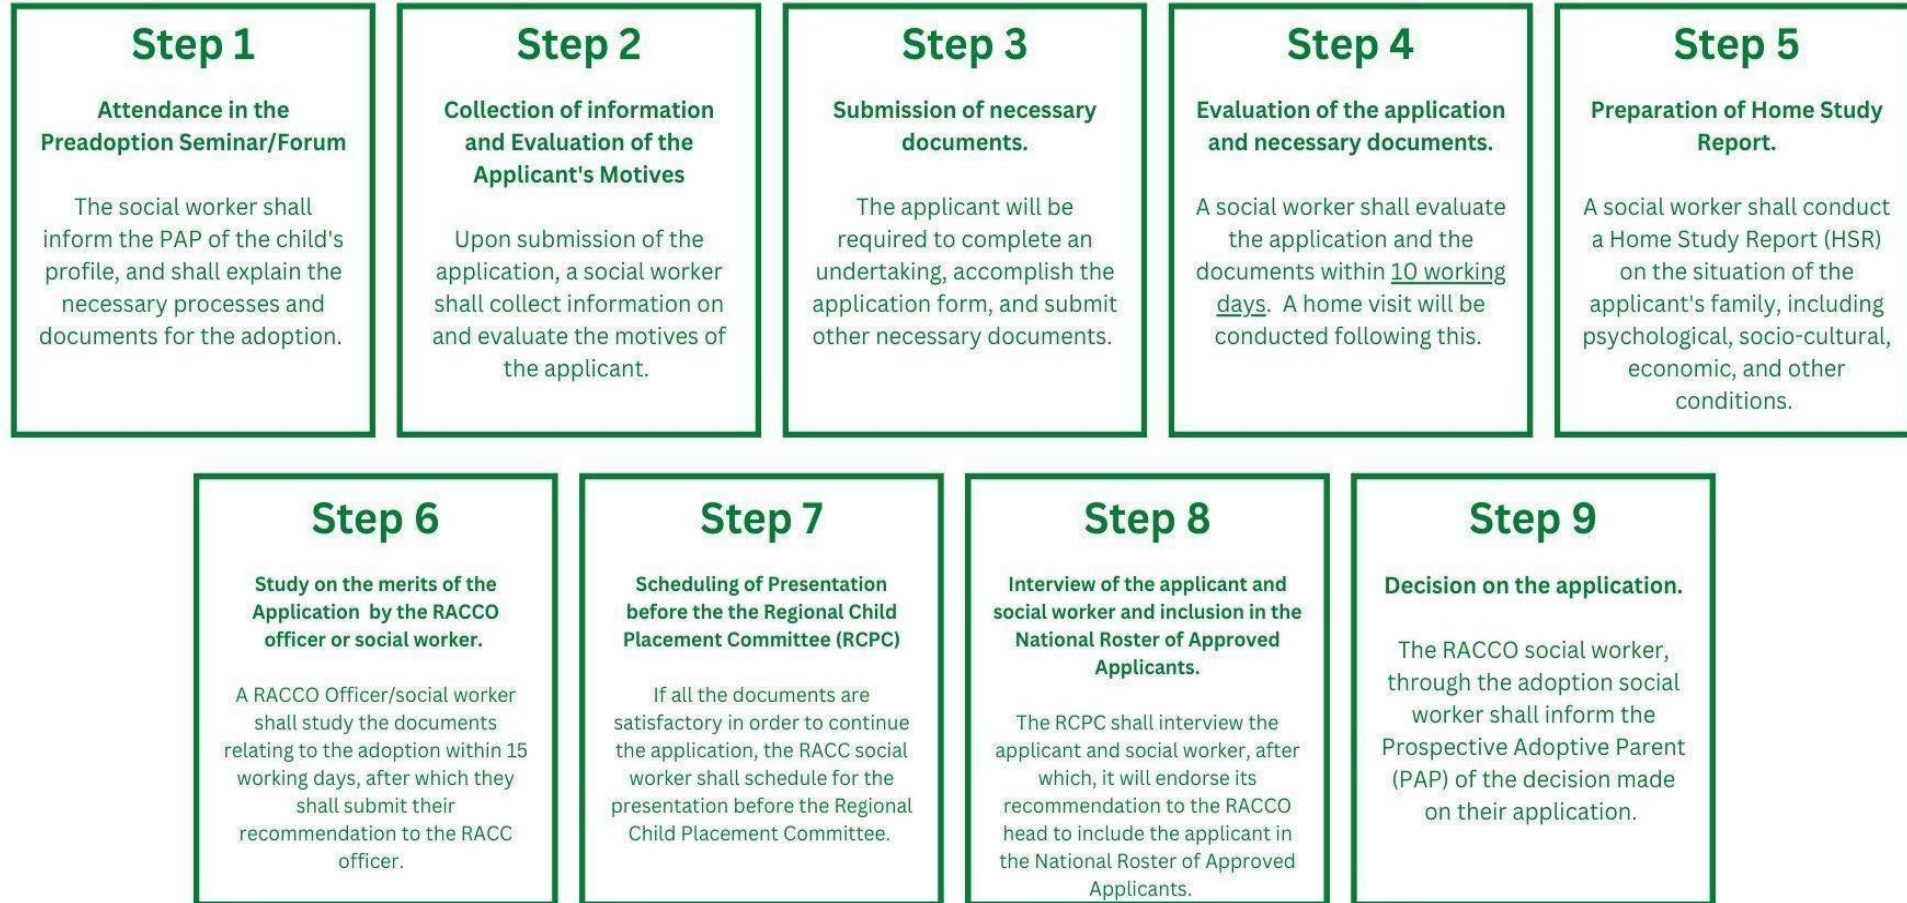 Step 1
Attendance in the
Preadoption Seminar/Forum
The social worker shall
inform the PAP of the child's
profile, and shall explain the
necessary processes and
documents for the adoption.
Step 2
Collection of information
and Evaluation of the
Applicant's Motives
Upon submission of the
application, a social worker
shall collect information on
and evaluate the motives of
the applicant.
Step 3
Submission of necessary
documents.
The applicant will be
required to complete an
undertaking, accomplish the
application form, and submit
other necessary documents.
Step 4
Evaluation of the application
and necessary documents.
A social worker shall evaluate
the application and the
documents within 10 working
days. A home visit will be
conducted following this.
Step 5
Preparation of Home Study
Report.
A social worker shall conduct
a Home Study Report (HSR)
on the situation of the
applicant's family, including
psychological, socio-cultural,
economic, and other
conditions.
Step 6
Study on the merits of the
Application by the RACCO
officer or social worker.
A RACCO Officer/social worker
shall study the documents
relating to the adoption within 15
working days, after which they
shall submit their
recommendation to the RACC
officer.
Step 7
Scheduling of Presentation
before the the Regional Child
Placement Committee (RCPC)
If all the documents are
satisfactory in order to continue
the application, the RACC social
worker shall schedule for the
presentation before the Regional
Child Placement Committee.
Step 8
Interview of the applicant and
social worker and inclusion in the
National Roster of Approved
Applicants.
The RCPC shall interview the
applicant and social worker, after
which, it will endorse its
recommendation to the RACCO
head to include the applicant in
the National Roster of Approved
Applicants.
Step 9
Decision on the application.
The RACCO social worker,
through the adoption social
worker shall inform the
Prospective Adoptive Parent
(PAP) of the decision made
on their application.